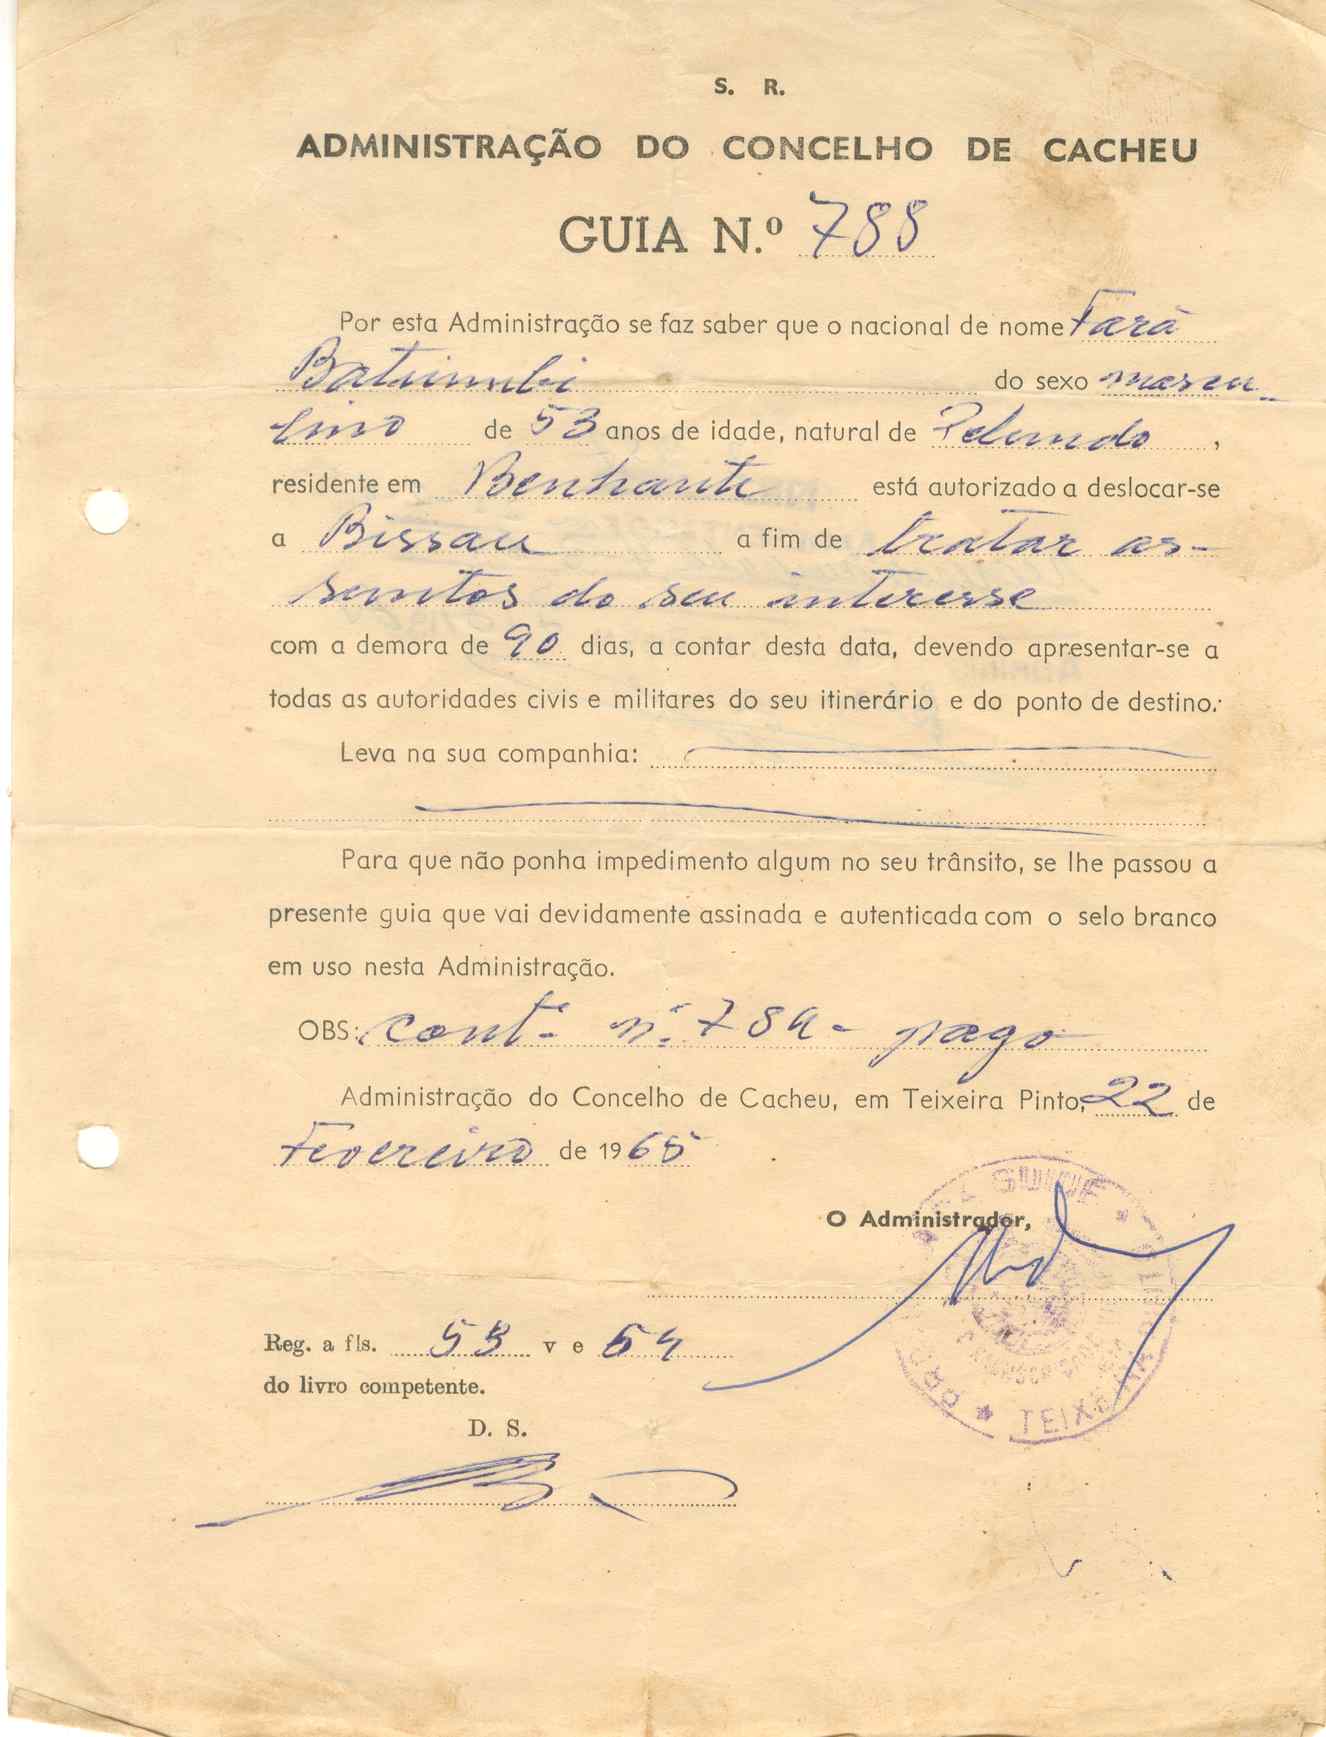 S. R.
ADMINISTRAÇÃO DO CONCELHO DE CACHEU
GUIA N.º 788
Por esta Administração se faz saber que o nacional de nome Fará
Batumbi do sexo mascu-
lino de 53 anos de idade, natural de Pelundo,
residente em Benhante está autorizado a deslocar-se
a Bissau a fim de tratar as-
suntos do seu interesse
com a demora de 90 dias, a contar desta data, devendo apresentar-se a
todas as autoridades civis e militares do seu itinerário e do ponto de destino.
Leva na sua companhia:
Para que não ponha impedimento algum no seu trânsito, se lhe passou a
presente guia que vai devidamente assinada e autenticada com o selo branco
em uso nesta Administração.
OBS: cont.º n.º 789 - pago
Administração do Concelho de Cacheu, em Teixeira Pinto, 22 de
Fevereiro de 1965
O Administrador,
TEIXEIRA
Reg. a fls. 53 v e 54
do livro competente.
D. S.